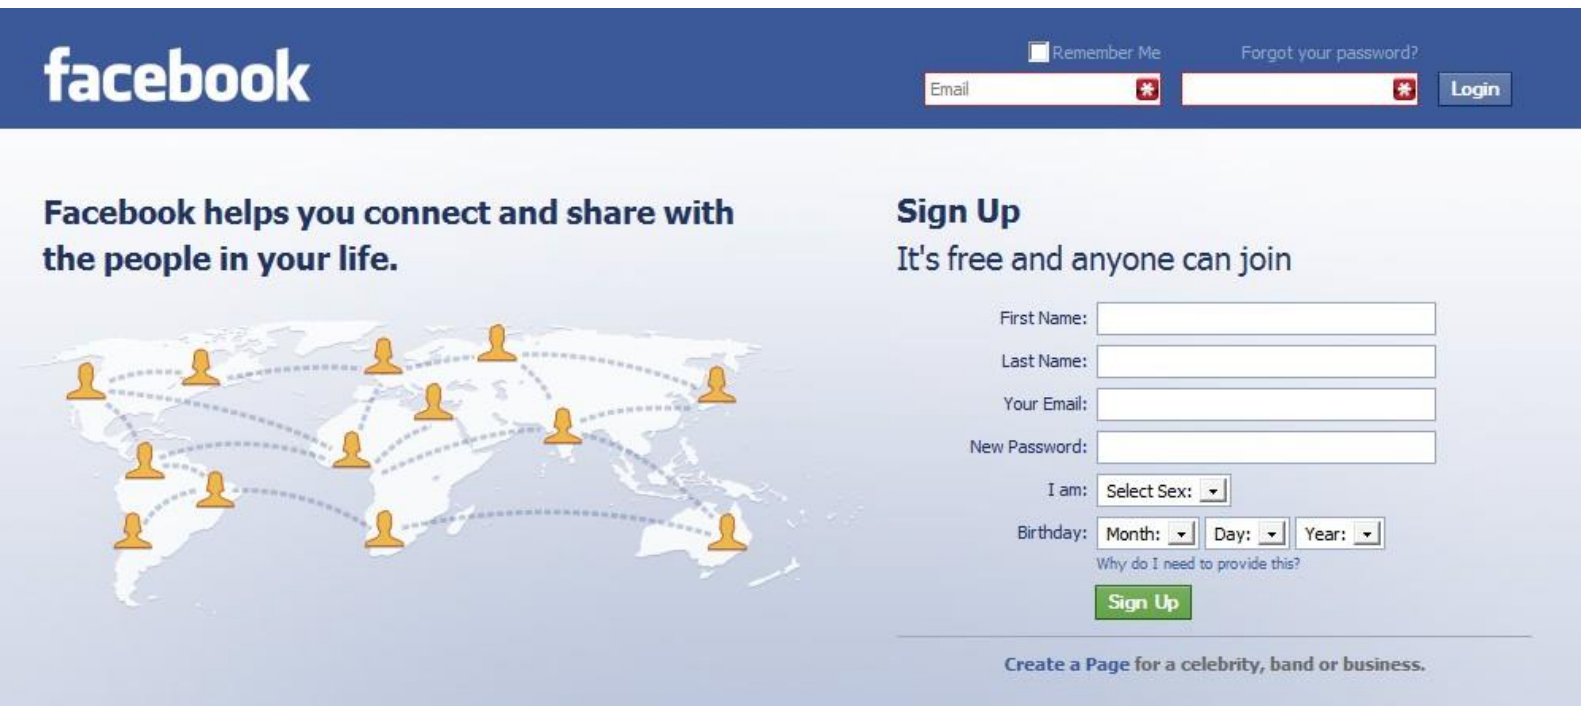 facebook
Remember Me
Forgot your password?
Email
Login
Facebook helps you connect and share with
the people in your life.
Sign Up
It's free and anyone can join
First Name:
Last Name:
Your Email:
New Password:
I am: Select Sex:
Birthday: Month: Day: Year:
Why do I need to provide this?
Sign Up
Create a Page for a celebrity, band or business.